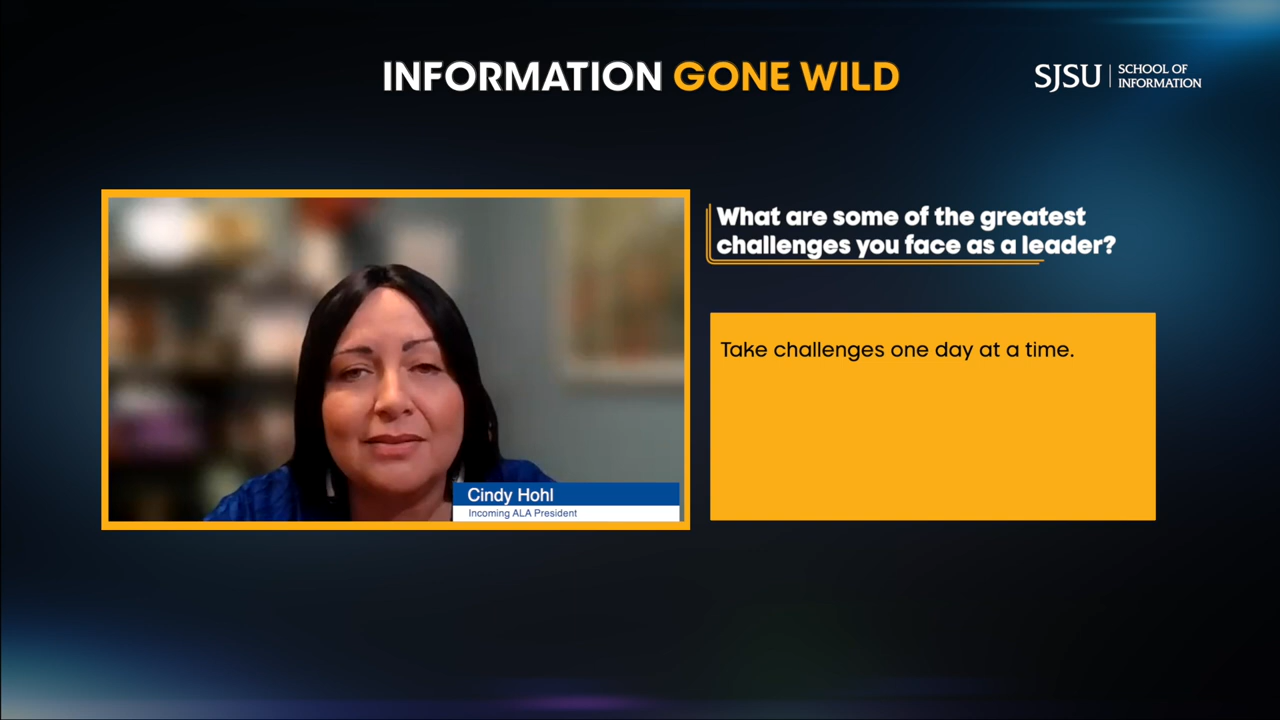 INFORMATION GONE WILD
SJSU | SCHOOL OF
INFORMATION
What are some of the greatest
challenges you face as a leader?
Take challenges one day at a time.
Cindy Hohl
Incoming ALA President